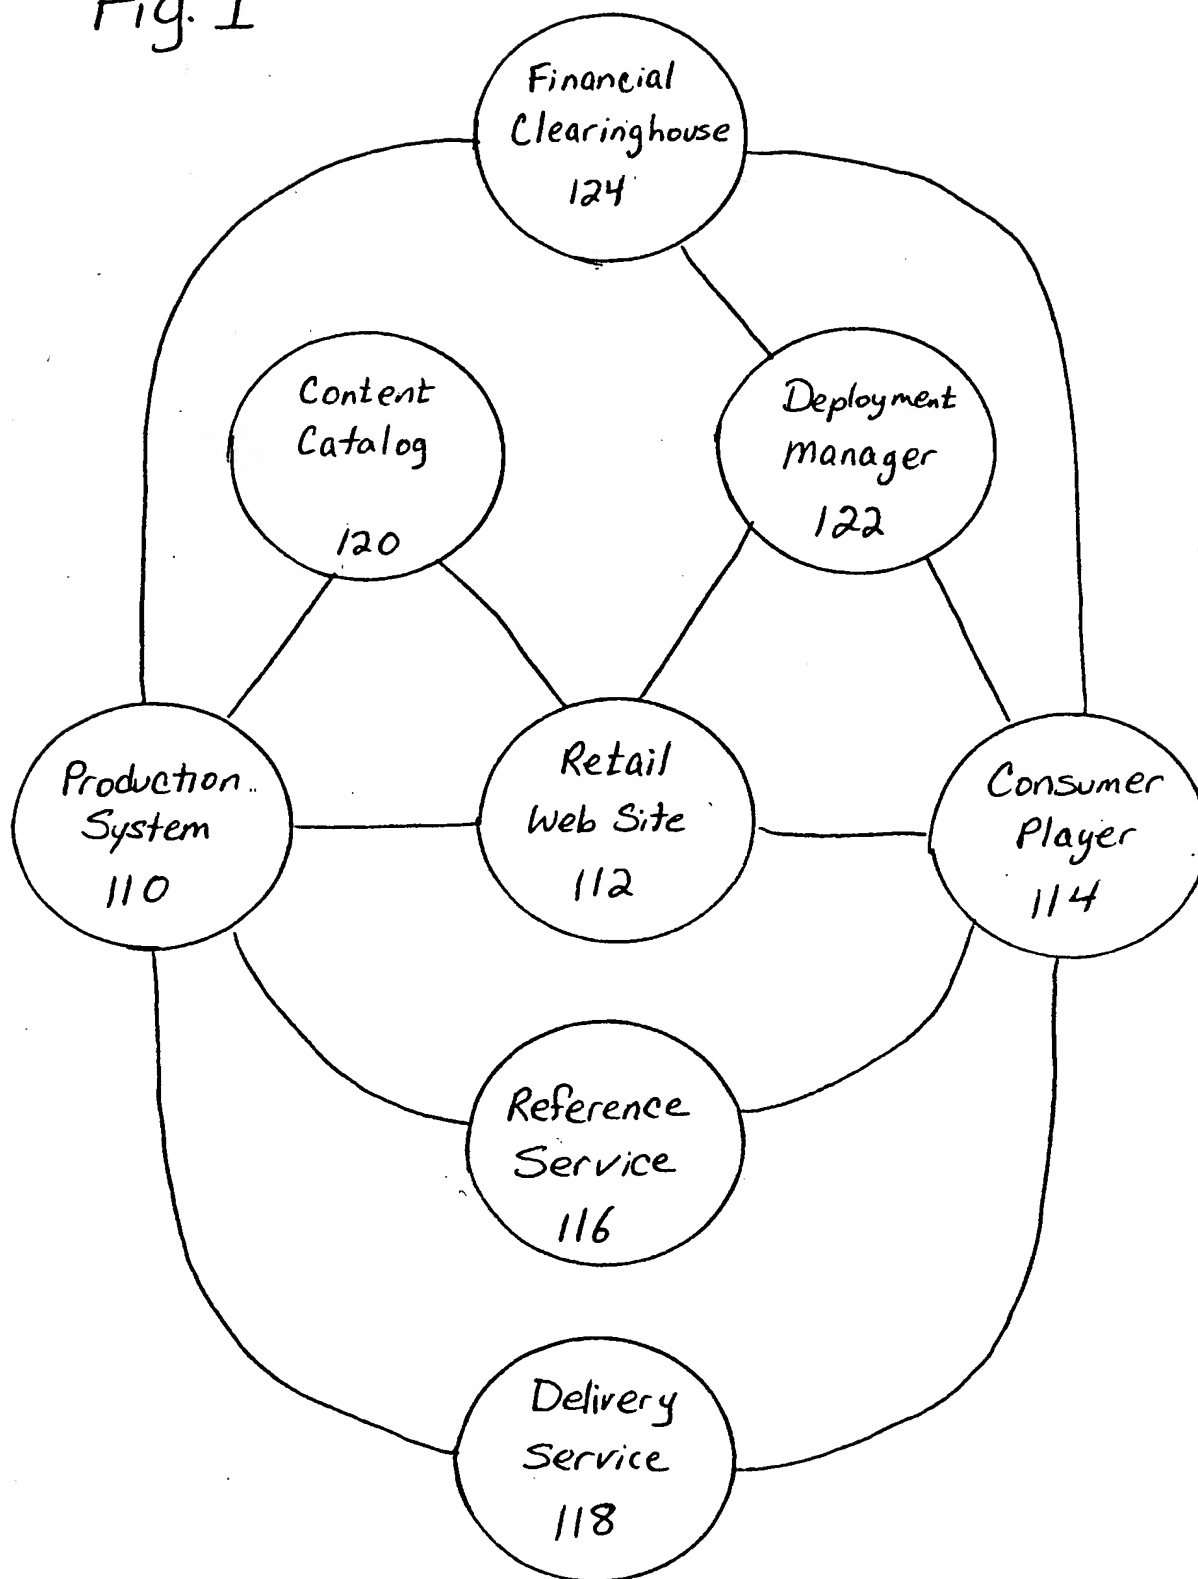 Fig. 1
Financial
Clearinghouse
124
Content
Catalog
120
Deployment
Manager
122
Production
System
110
Retail
Web Site
112
Consumer
Player
114
Reference
Service
116
Delivery
Service
118